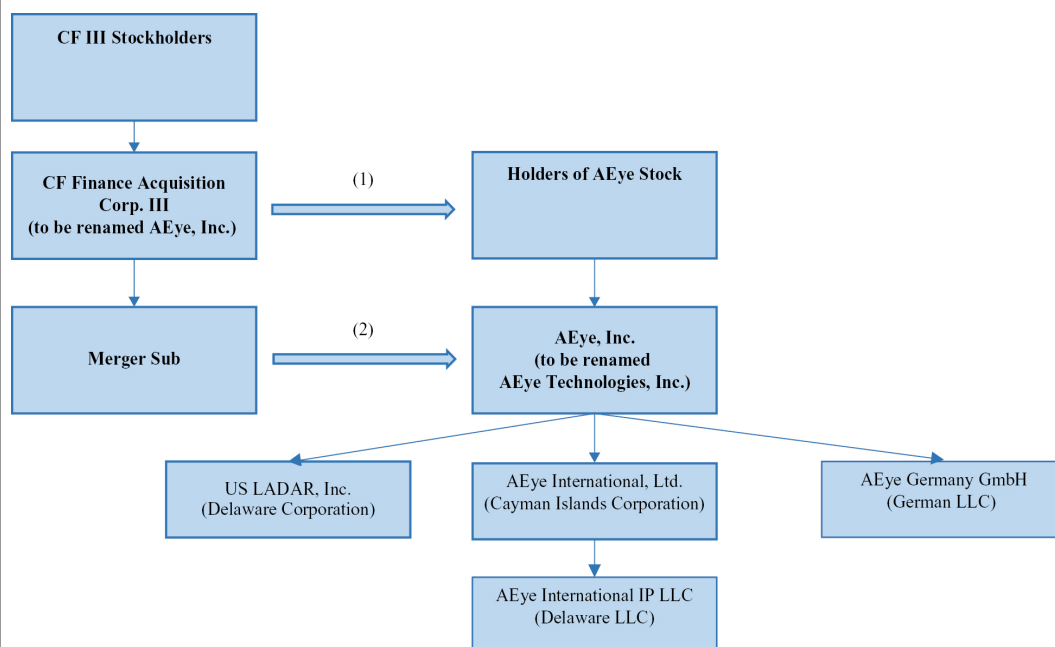 CF III Stockholders
CF Finance Acquisition
Corp. III
(to be renamed AEye, Inc.)
(1)
Holders of AEye Stock
Merger Sub
(2)
AEye, Inc.
(to be renamed
AEye Technologies, Inc.)
US LADAR, Inc.
(Delaware Corporation)
AEye International, Ltd.
(Cayman Islands Corporation)
AEye Germany GmbH
(German LLC)
AEye International IP LLC
(Delaware LLC)